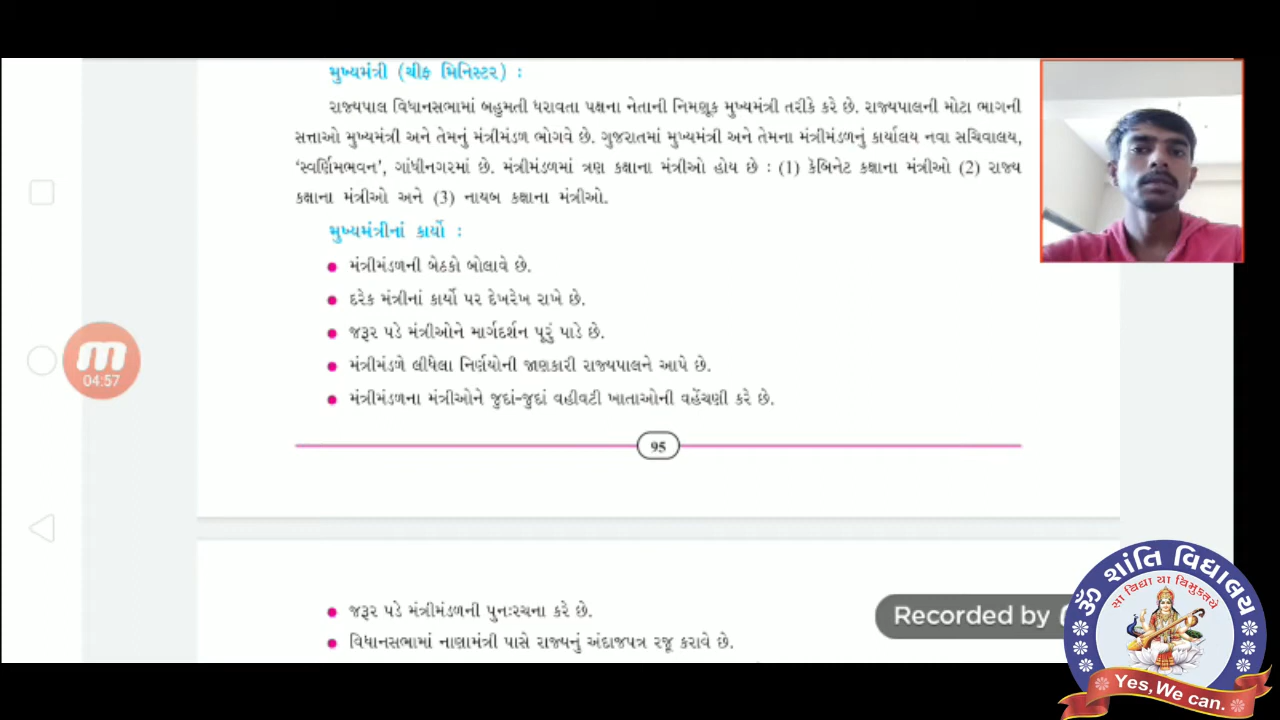 મુખ્યમંત્રી (ચીફ મિનિસ્ટર) :
રાજ્યપાલ વિધાનસભામાં બહુમતી ધરાવતા પક્ષના નેતાની નિમણૂક મુખ્યમંત્રી તરીકે કરે છે. રાજ્યપાલની મોટા ભાગની
સત્તાઓ મુખ્યમંત્રી અને તેમનું મંત્રીમંડળ ભોગવે છે. ગુજરાતમાં મુખ્યમંત્રી અને તેમના મંત્રીમંડળનું કાર્યાલય નવા સચિવાલય,
‘સ્વર્ણિમભવન’, ગાંધીનગરમાં છે. મંત્રીમંડળમાં ત્રણ કક્ષાના મંત્રીઓ હોય છે : (1) કેબિનેટ કક્ષાના મંત્રીઓ (2) રાજ્ય
કક્ષાના મંત્રીઓ અને (3) નાયબ કક્ષાના મંત્રીઓ.
મુખ્યમંત્રીનાં કાર્યો :
● મંત્રીમંડળની બેઠકો બોલાવે છે.
● દરેક મંત્રીનાં કાર્યો પર દેખરેખ રાખે છે.
● જરૂર પડે મંત્રીઓને માર્ગદર્શન પૂરું પાડે છે.
● મંત્રીમંડળે લીધેલા નિર્ણયોની જાણકારી રાજ્યપાલને આપે છે.
● મંત્રીમંડળના મંત્રીઓને જુદાં-જુદાં વહીવટી ખાતાઓની વહેંચણી કરે છે.
95
● જરૂર પડે મંત્રીમંડળની પુનઃરચના કરે છે.
● વિધાનસભામાં નાણામંત્રી પાસે રાજ્યનું અંદાજપત્ર રજૂ કરાવે છે.
04:57
Recorded by
ૐ શાંતિ વિદ્યાલય
સા વિદ્યા યા વિમુક્તયે
Yes, We can.